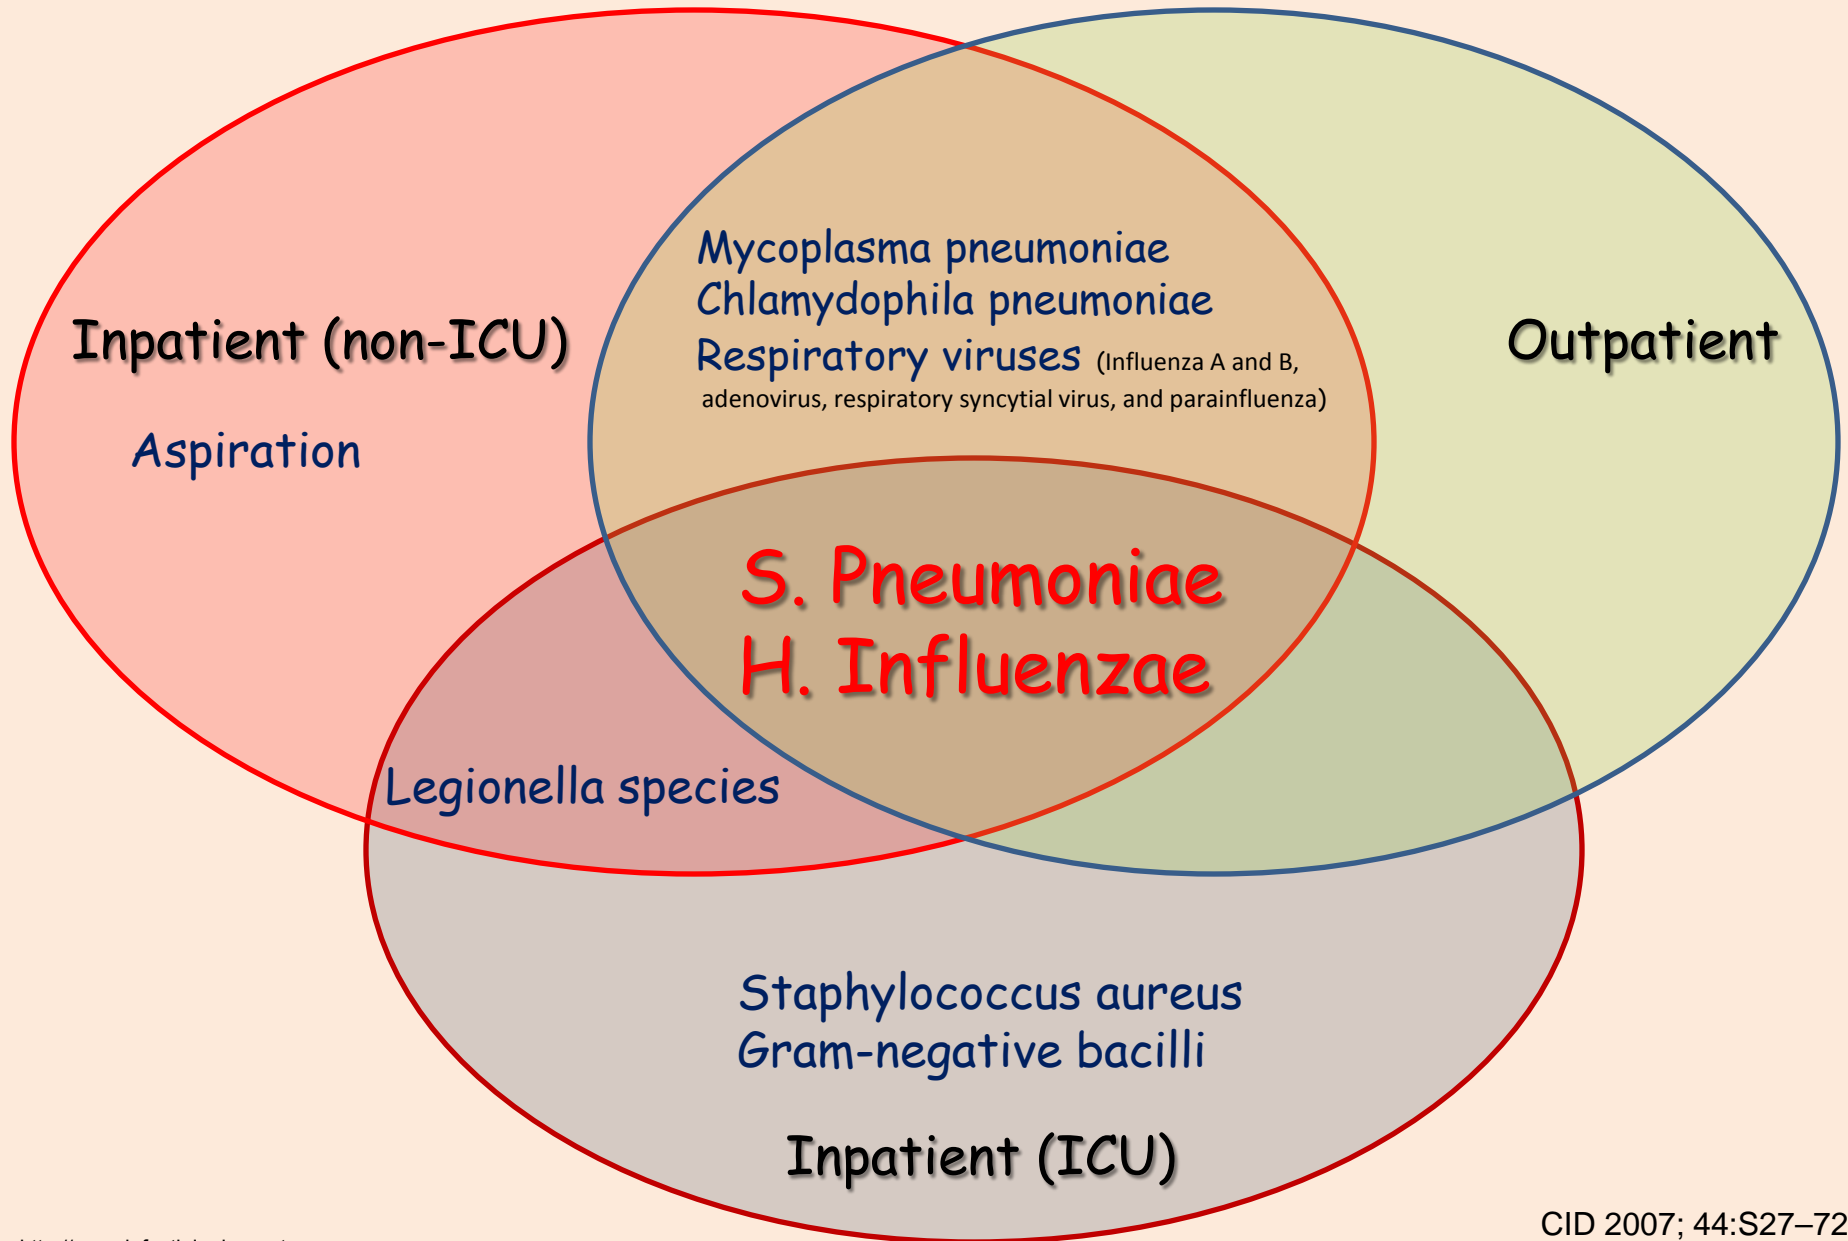 Mycoplasma pneumoniae
Chlamydophila pneumoniae
Respiratory viruses (Influenza A and B,
adenovirus, respiratory syncytial virus, and parainfluenza)
Inpatient (non-ICU)
Outpatient
Aspiration
S. Pneumoniae
H. Influenzae
Legionella species
Staphylococcus aureus
Gram-negative bacilli
Inpatient (ICU)
CID 2007; 44:S27–72